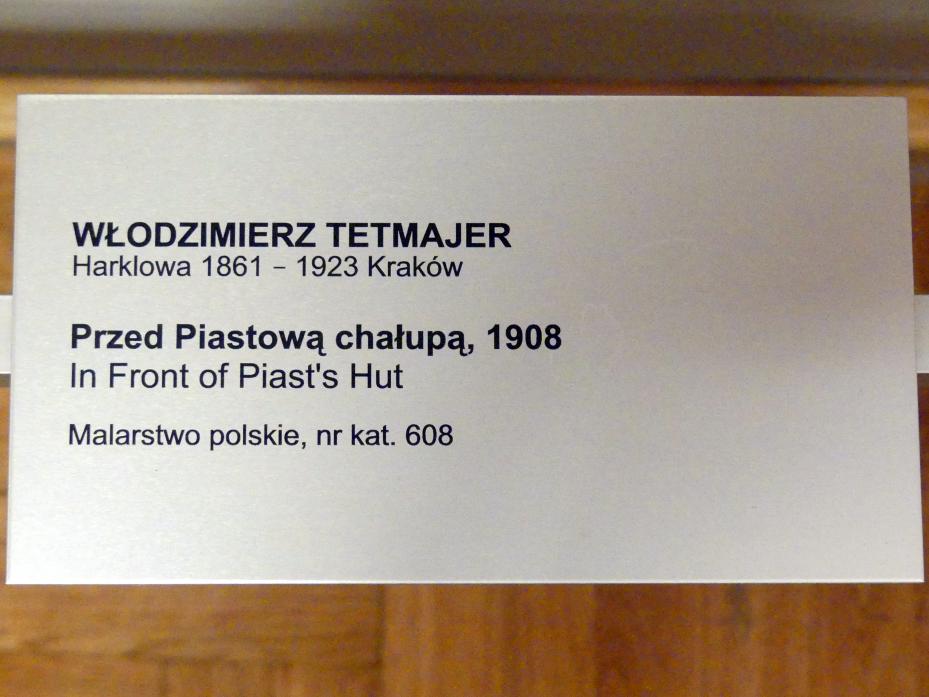 WŁODZIMIERZ TETMAJER
Harklowa 1861 – 1923 Kraków
Przed Piastową chałupą, 1908
In Front of Piast's Hut
Malarstwo polskie, nr kat. 608